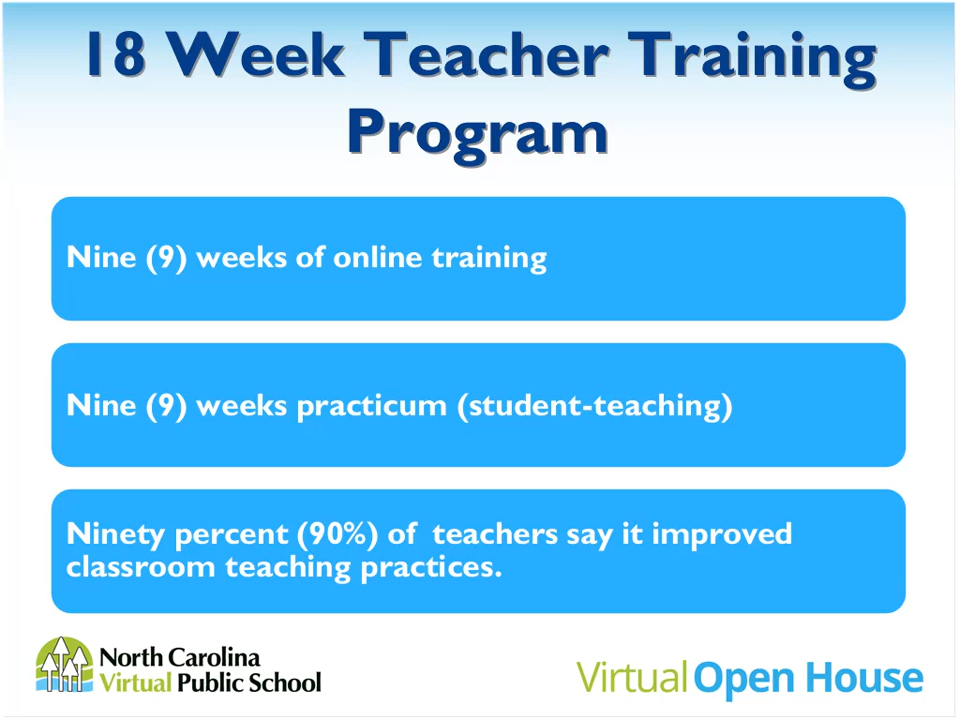 18 Week Teacher Training
Program
Nine (9) weeks of online training
Nine (9) weeks practicum (student-teaching)
Ninety percent (90%) of teachers say it improved
classroom teaching practices.
North Carolina
Virtual Public School
Virtual Open House